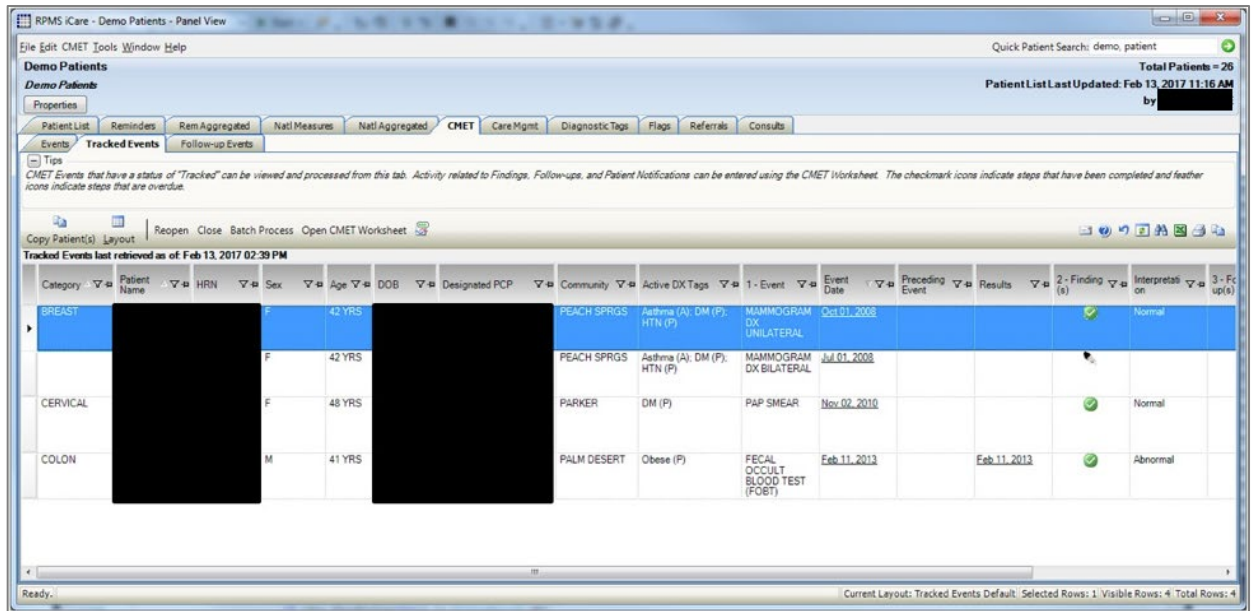 RPMS iCare - Demo Patients - Panel View
File Edit CMET Tools Window Help
Quick Patient Search: demo, patient
Demo Patients
Total Patients = 26
Demo Patients
Patient List Last Updated: Feb 13, 2017 11:16 AM
Properties
by
Patient List Reminders Rem Aggregated Natl Measures Natl Aggregated CMET Care Mgmt Diagnostic Tags Flags Referrals Consults
Events Tracked Events Follow-up Events
Tips
CMET Events that have a status of "Tracked" can be viewed and processed from this tab. Activity related to Findings, Follow-ups, and Patient Notifications can be entered using the CMET Worksheet. The checkmark icons indicate steps that have been completed and feather
icons indicate steps that are overdue.
Copy Patient(s) Layout Reopen Close Batch Process Open CMET Worksheet
Tracked Events last retrieved as of: Feb 13, 2017 02:39 PM
Category Patient Name HRN Sex Age DOB Designated PCP Community Active DX Tags 1 - Event Event Date Preceding Event Results 2 - Finding (s) Interpretati on 3 - Fo up(s)
BREAST F 42 YRS PEACH SPRGS Asthma (A); DM (P); MAMMOGRAM Oct 01, 2008 Normal
HTN (P) DX
UNILATERAL
F 42 YRS PEACH SPRGS Asthma (A); DM (P); MAMMOGRAM Jul 01, 2008
HTN (P) DX BILATERAL
CERVICAL F 48 YRS PARKER DM (P) PAP SMEAR Nov 02, 2010 Normal
COLON M 41 YRS PALM DESERT Obese (P) FECAL Feb 11, 2013 Feb 11, 2013 Abnormal
OCCULT
BLOOD TEST
(FOBT)
Ready.
Current Layout: Tracked Events Default Selected Rows: 1 Visible Rows: 4 Total Rows: 4